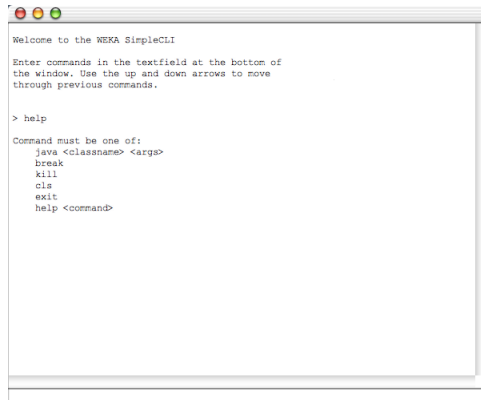 Welcome to the WEKA SimpleCLI
Enter commands in the textfield at the bottom of
the window. Use the up and down arrows to move
through previous commands.
> help
Command must be one of:
java <classname> <args>
break
kill
cls
exit
help <command>